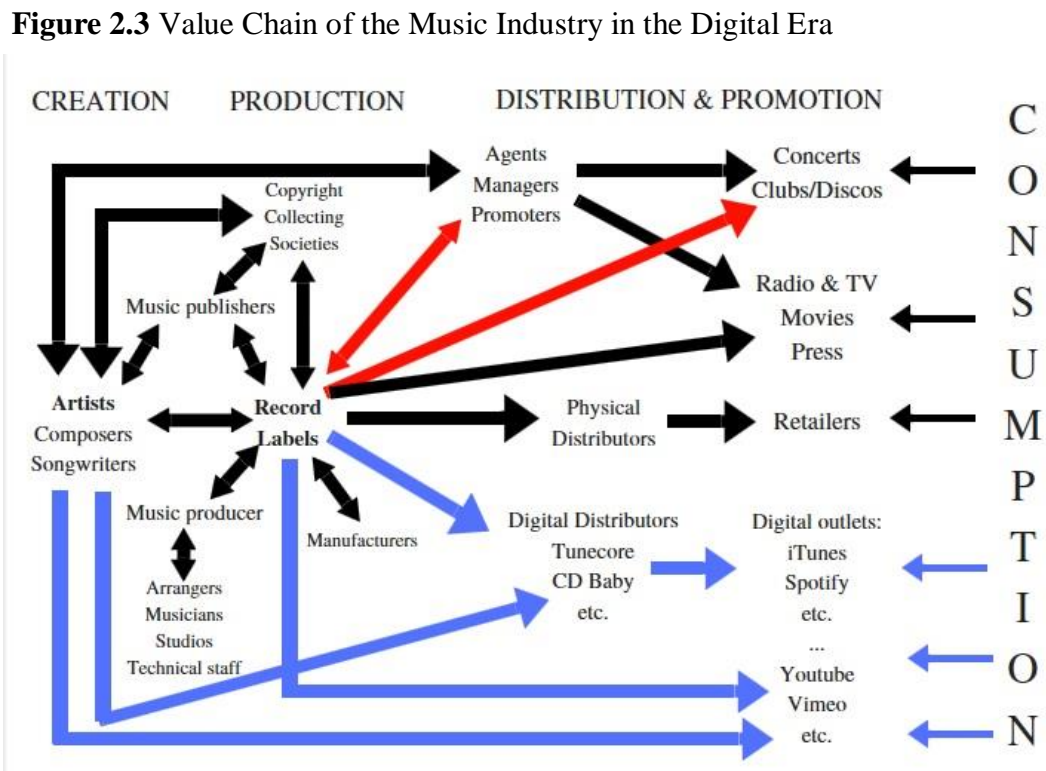 Figure 2.3 Value Chain of the Music Industry in the Digital Era
CREATION
PRODUCTION
DISTRIBUTION & PROMOTION
Agents
Managers
Promoters
Concerts
Clubs/Discos
Copyright
Collecting
Societies
Music publishers
Radio & TV
Movies
Press
Artists
Composers
Songwriters
Record
Labels
Physical
Distributors
Retailers
Music producer
Manufacturers
Arrangers
Musicians
Studios
Technical staff
Digital Distributors
Tunecore
CD Baby
etc.
Digital outlets:
iTunes
Spotify
etc.
...
Youtube
Vimeo
etc.
C
O
N
S
U
M
P
T
I
O
N